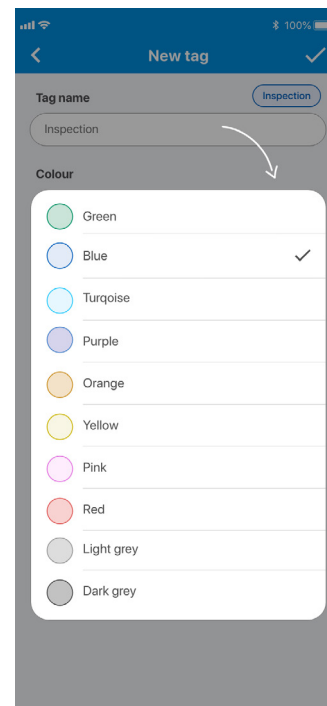 100%
New tag
Tag name
Inspection
Inspection
Colour
Green
Blue
Turqoise
Purple
Orange
Yellow
Pink
Red
Light grey
Dark grey